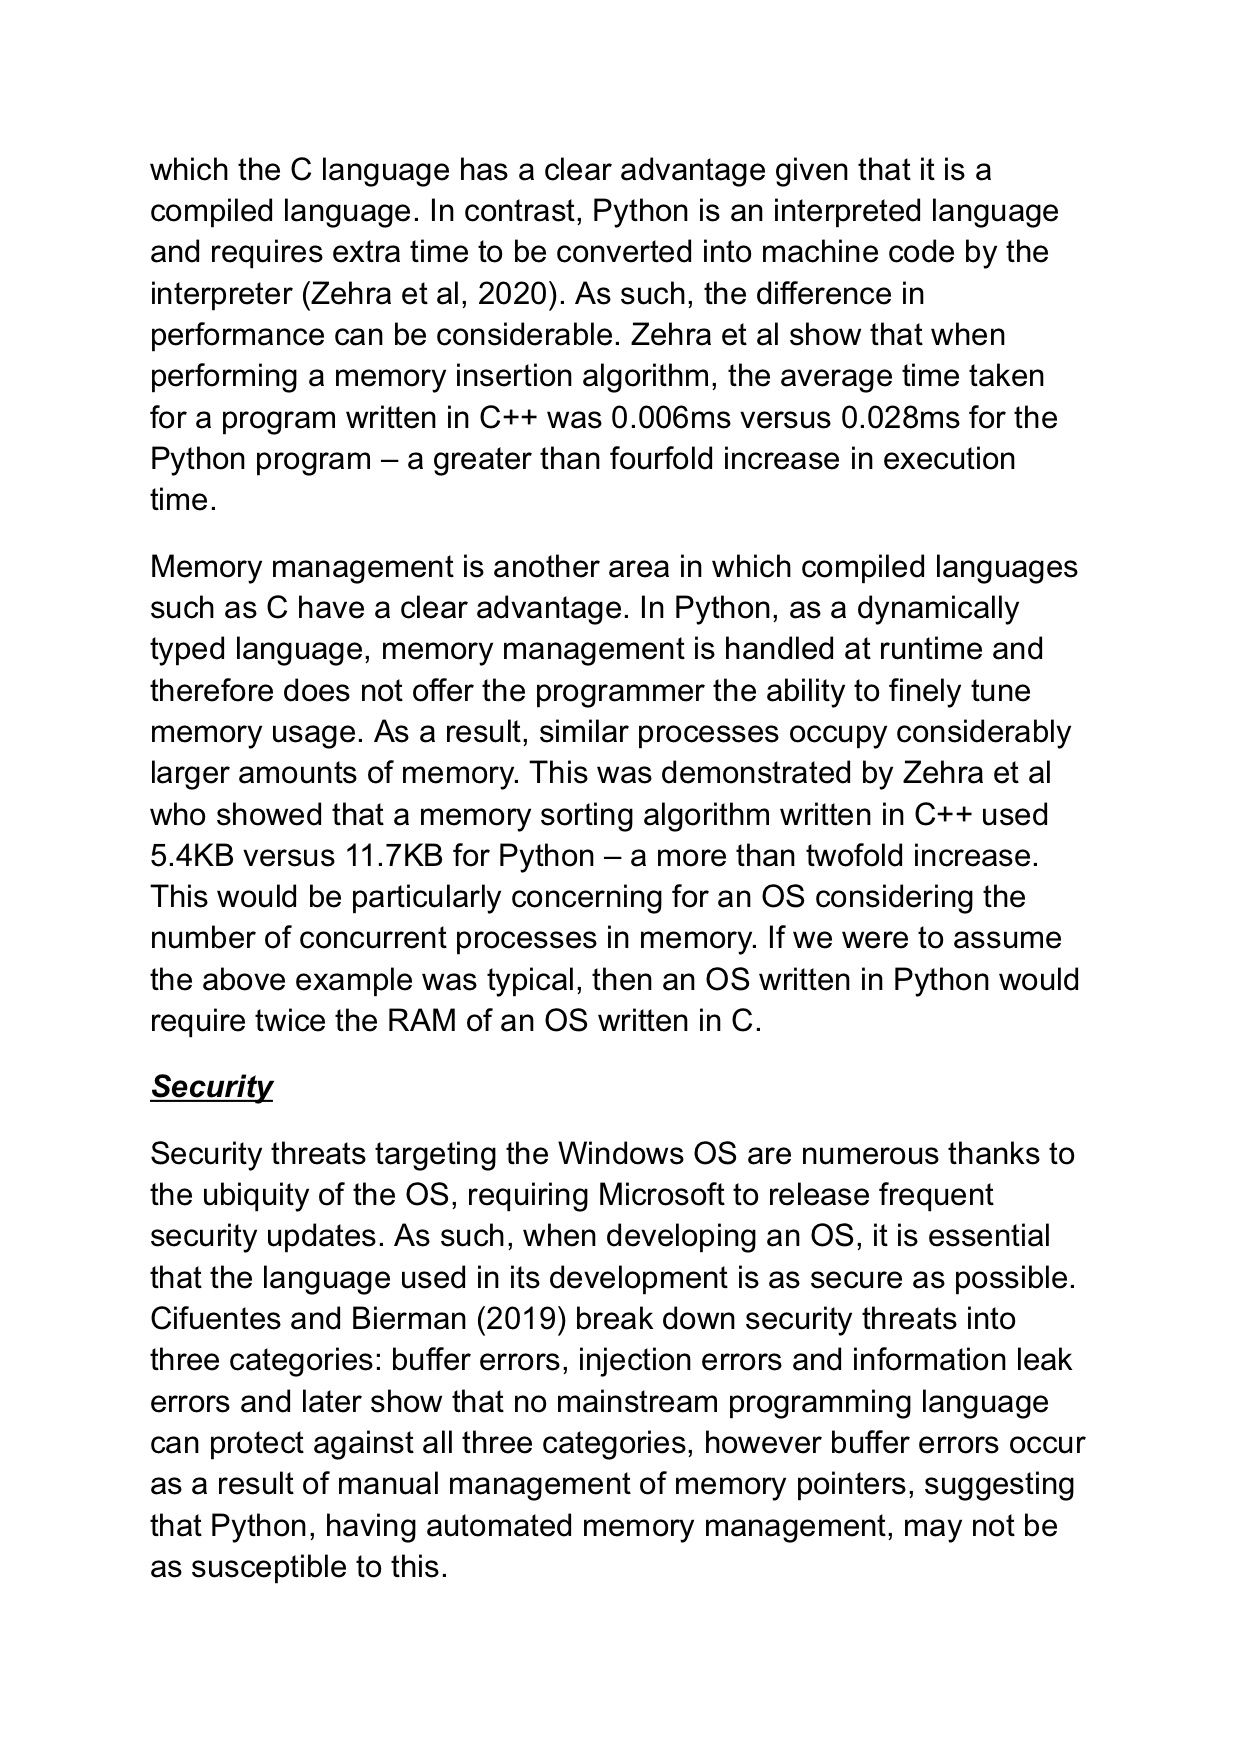 which the C language has a clear advantage given that it is a
compiled language. In contrast, Python is an interpreted language
and requires extra time to be converted into machine code by the
interpreter (Zehra et al, 2020). As such, the difference in
performance can be considerable. Zehra et al show that when
performing a memory insertion algorithm, the average time taken
for a program written in C++ was 0.006ms versus 0.028ms for the
Python program – a greater than fourfold increase in execution
time.
Memory management is another area in which compiled languages
such as C have a clear advantage. In Python, as a dynamically
typed language, memory management is handled at runtime and
therefore does not offer the programmer the ability to finely tune
memory usage. As a result, similar processes occupy considerably
larger amounts of memory. This was demonstrated by Zehra et al
who showed that a memory sorting algorithm written in C++ used
5.4KB versus 11.7KB for Python – a more than twofold increase.
This would be particularly concerning for an OS considering the
number of concurrent processes in memory. If we were to assume
the above example was typical, then an OS written in Python would
require twice the RAM of an OS written in C.
Security
Security threats targeting the Windows OS are numerous thanks to
the ubiquity of the OS, requiring Microsoft to release frequent
security updates. As such, when developing an OS, it is essential
that the language used in its development is as secure as possible.
Cifuentes and Bierman (2019) break down security threats into
three categories: buffer errors, injection errors and information leak
errors and later show that no mainstream programming language
can protect against all three categories, however buffer errors occur
as a result of manual management of memory pointers, suggesting
that Python, having automated memory management, may not be
as susceptible to this.